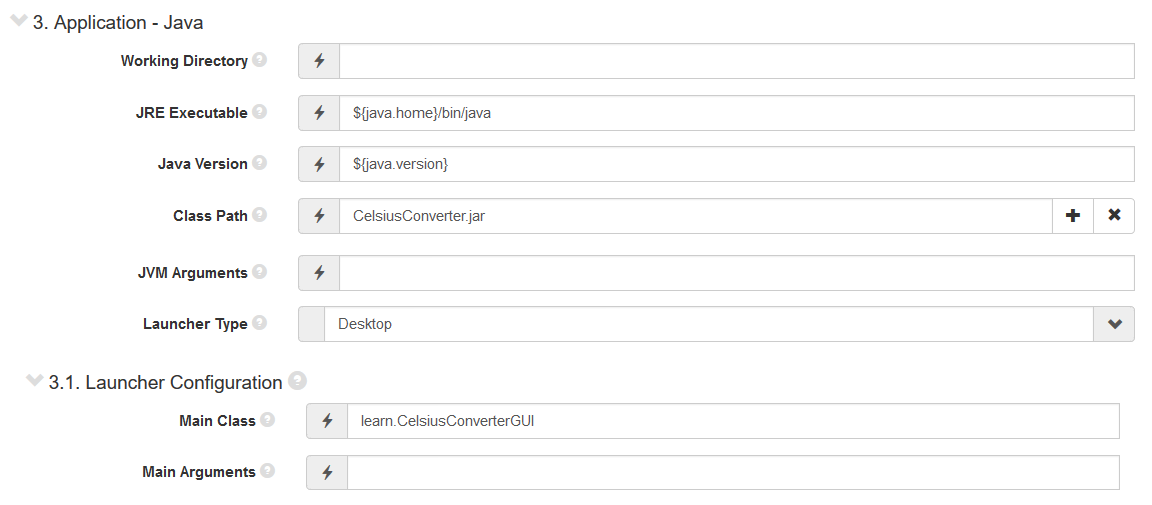 3. Application - Java
Working Directory ?
JRE Executable ? ${java.home}/bin/java
Java Version ? ${java.version}
Class Path ? CelsiusConverter.jar
JVM Arguments ?
Launcher Type ? Desktop
3.1. Launcher Configuration ?
Main Class ? learn.CelsiusConverterGUI
Main Arguments ?